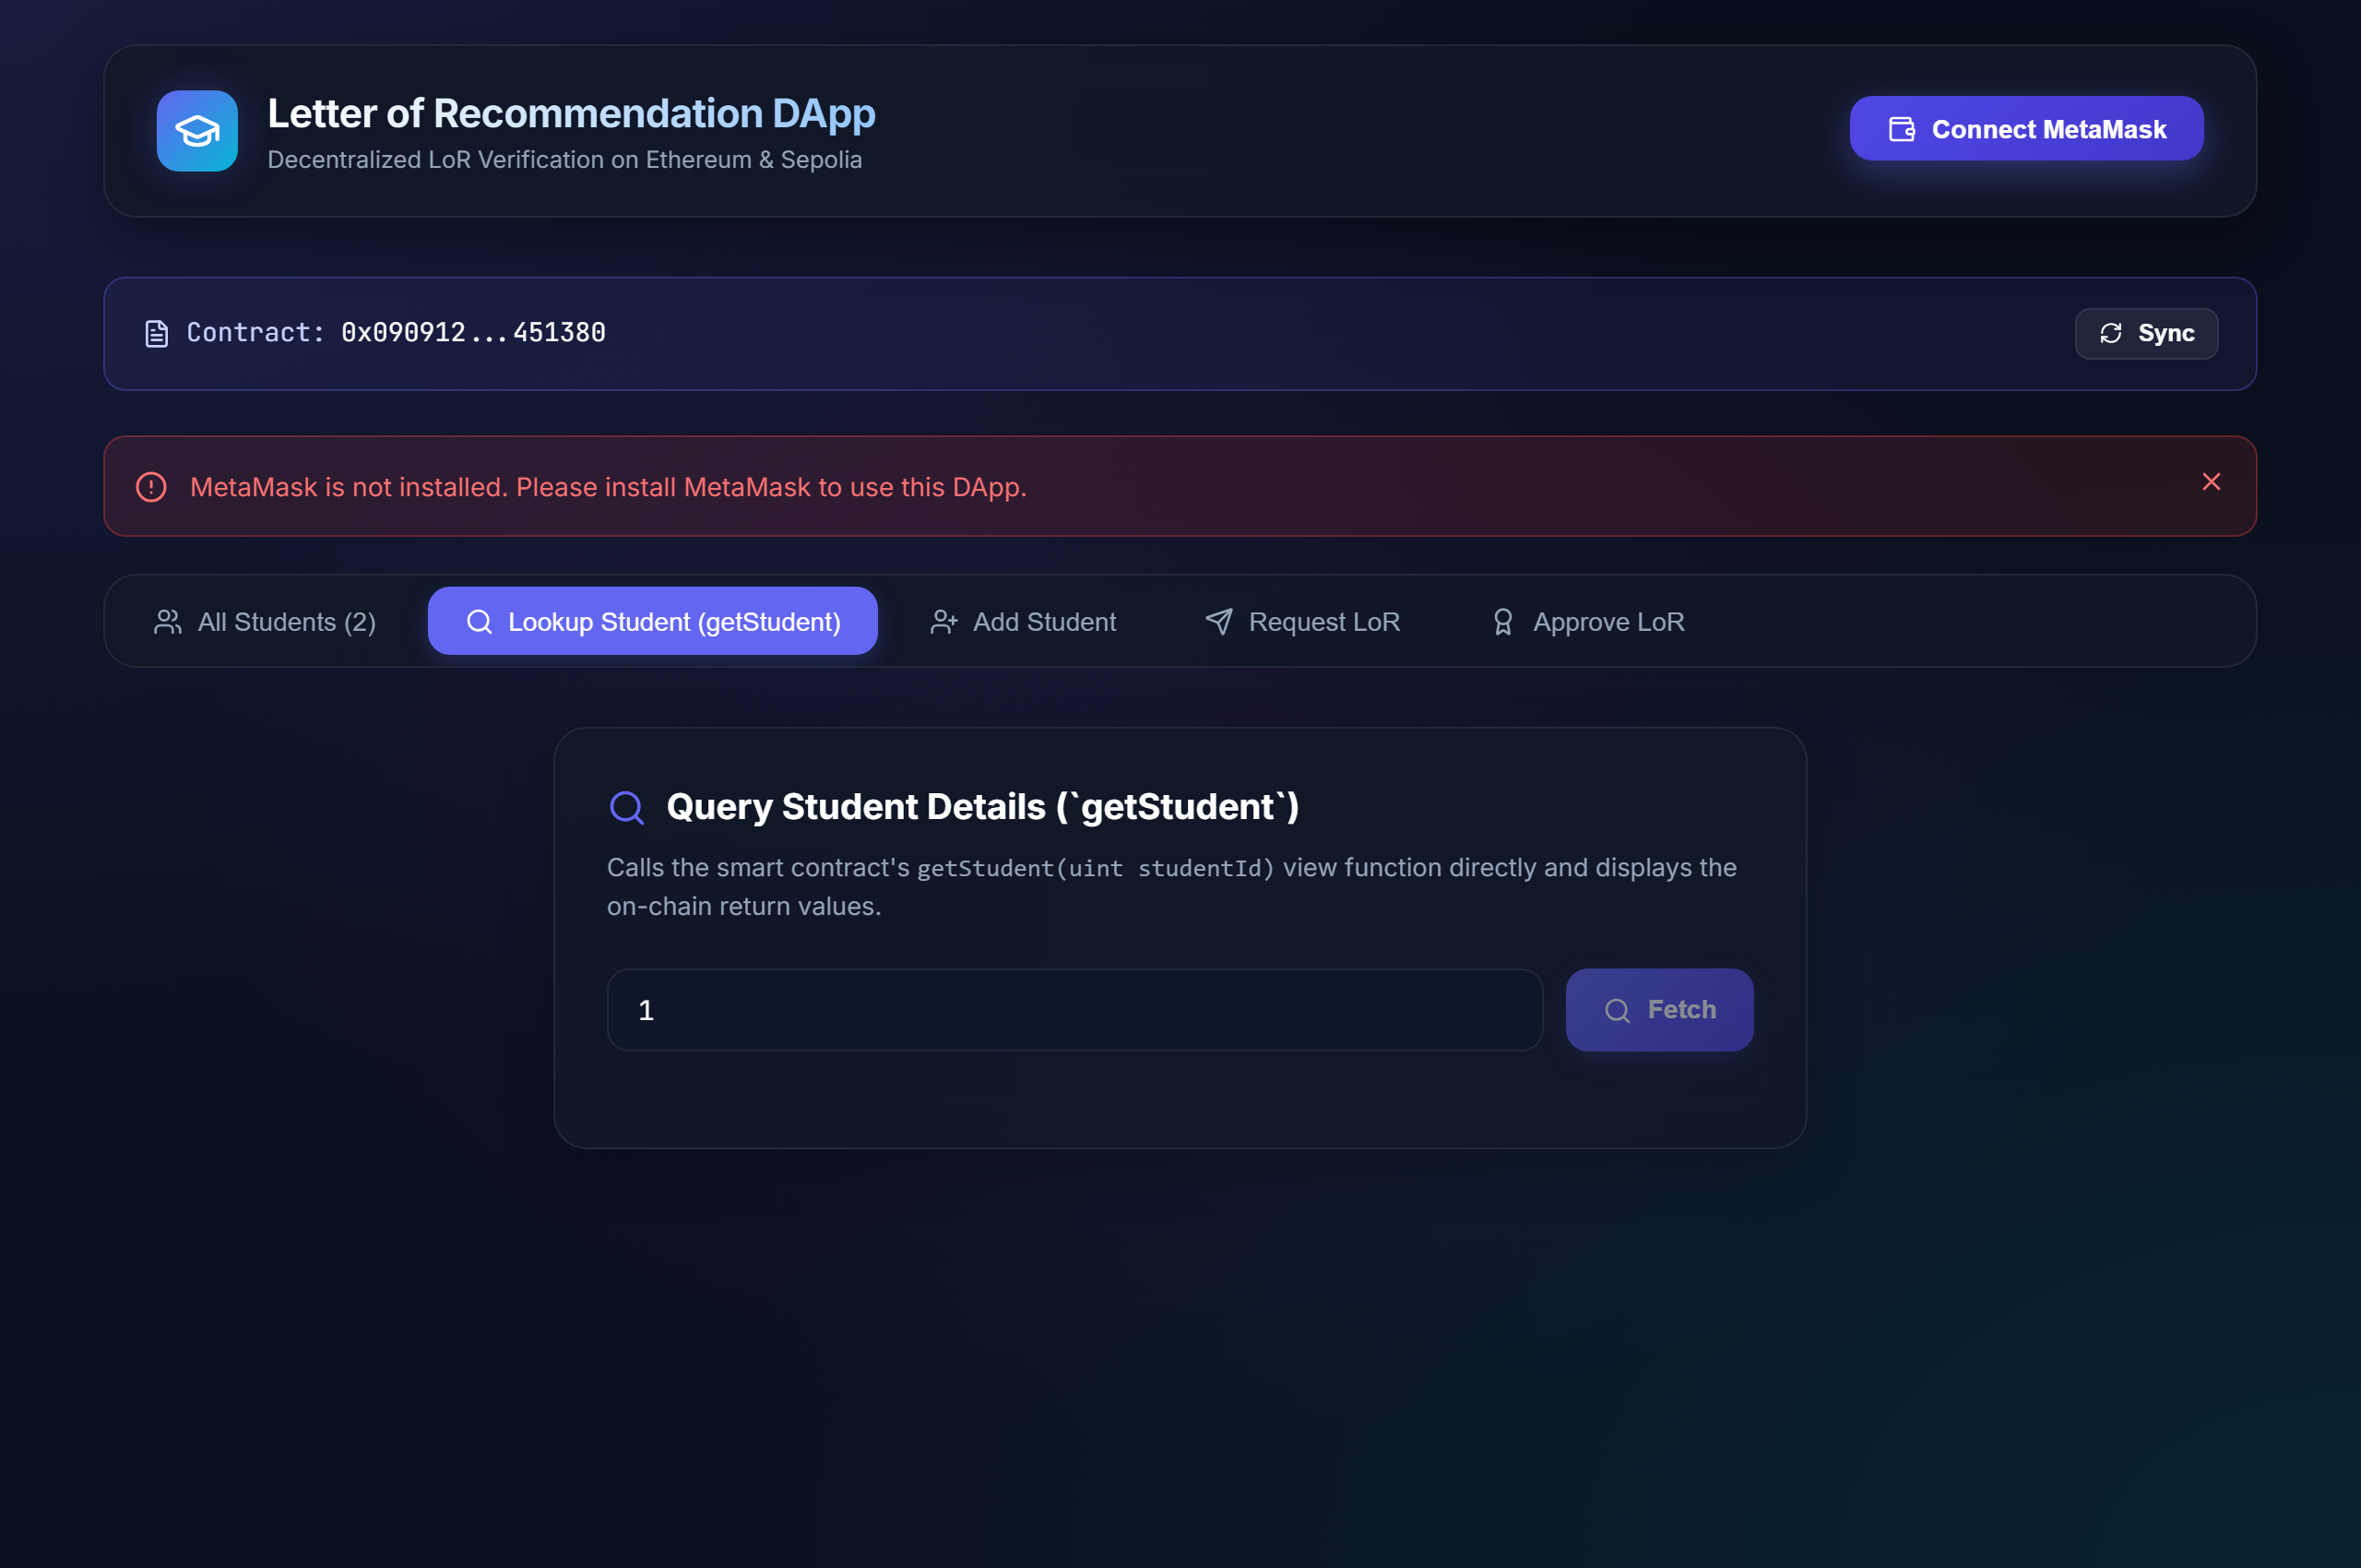 Letter of Recommendation DApp
Decentralized LoR Verification on Ethereum & Sepolia
Connect MetaMask
Contract: 0x090912...451380
Sync
MetaMask is not installed. Please install MetaMask to use this DApp.
All Students (2)
Lookup Student (getStudent)
Add Student
Request LoR
Approve LoR
Query Student Details (`getStudent`)
Calls the smart contract's getStudent(uint studentId) view function directly and displays the
on-chain return values.
1
Fetch